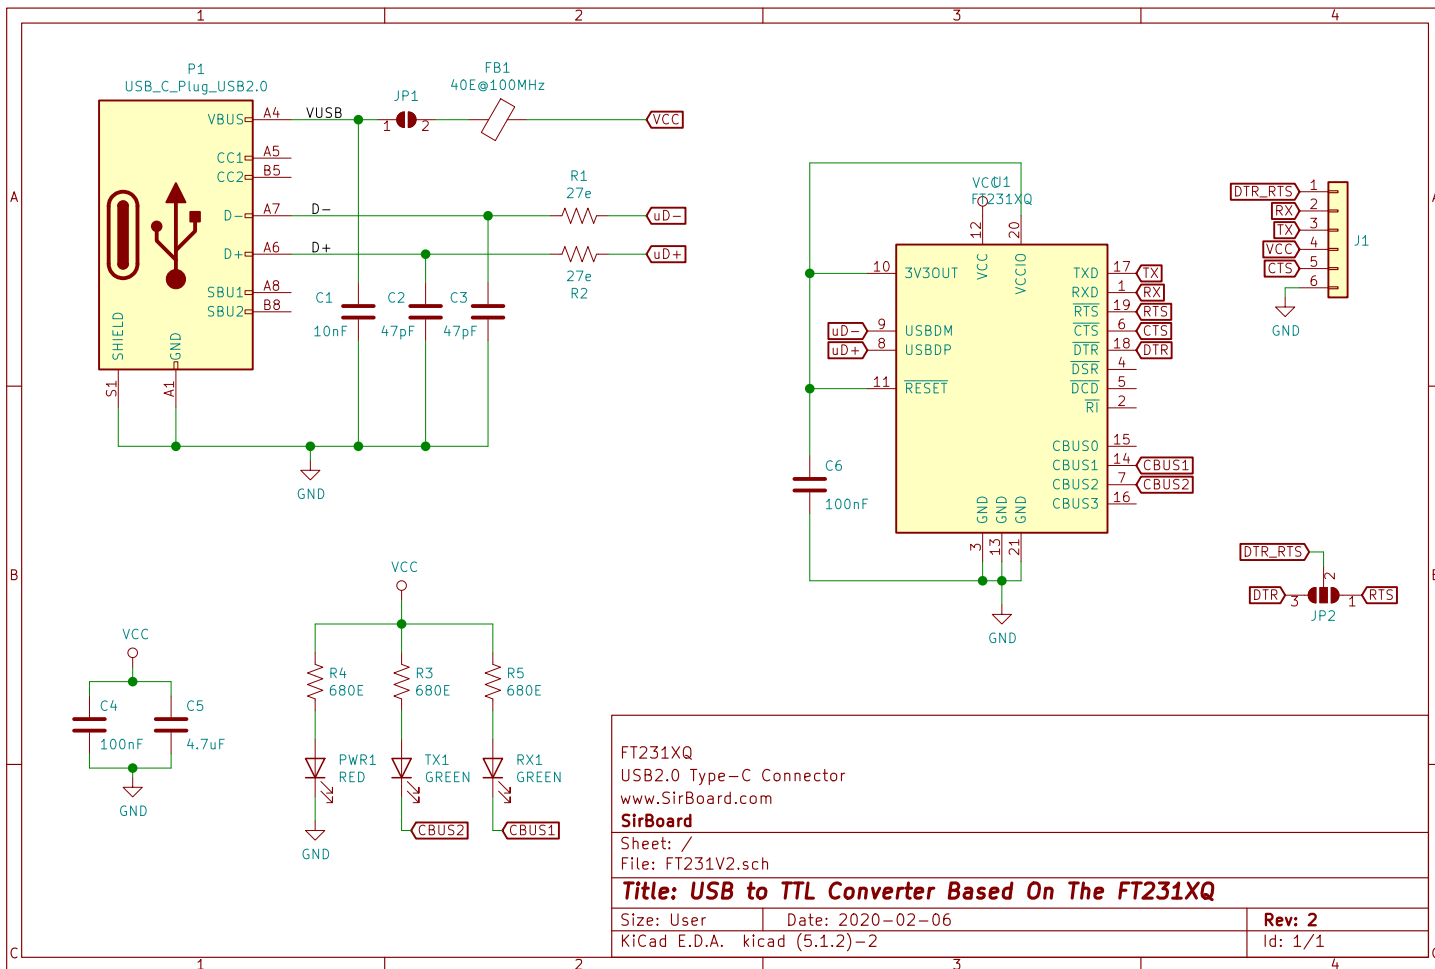 1 2 3 4
A
B
C
A
P1
USB_C_Plug_USB2.0
VBUS A4 VUSB
CC1 A5
CC2 B5
D- A7 D-
D+ A6 D+
SBU1 A8
SBU2 B8
SHIELD
GND
S1
A1
JP1
1 2
FB1
40E@100MHz
VCC
R1
27e
uD-
uD+
27e
R2
C1
10nF
C2
47pF
C3
47pF
GND
VCC
U1
FT231XQ
12
20
VCC
VCCIO
10 3V3OUT
uD- 9 USBDM
uD+ 8 USBDP
11 RESET
TXD 17 TX
RXD 1 RX
RTS 19 RTS
CTS 6 CTS
DTR 18 DTR
DSR 4
DCD 5
RI 2
CBUS0 15
CBUS1 14 CBUS1
CBUS2 7 CBUS2
CBUS3 16
GND GND GND
3 13 21
C6
100nF
GND
DTR_RTS 1
RX 2
TX 3
VCC 4
CTS 5
6
J1
GND
DTR_RTS
2
DTR 3 1 RTS
JP2
VCC
C4
100nF
C5
4.7uF
GND
VCC
R4
680E
R3
680E
R5
680E
PWR1
RED
TX1
GREEN
RX1
GREEN
CBUS2
CBUS1
GND
FT231XQ
USB2.0 Type-C Connector
www.SirBoard.com
SirBoard
Sheet: /
File: FT231V2.sch
Title: USB to TTL Converter Based On The FT231XQ
Size: User Date: 2020-02-06 Rev: 2
KiCad E.D.A. kicad (5.1.2)-2 Id: 1/1
1 2 3 4